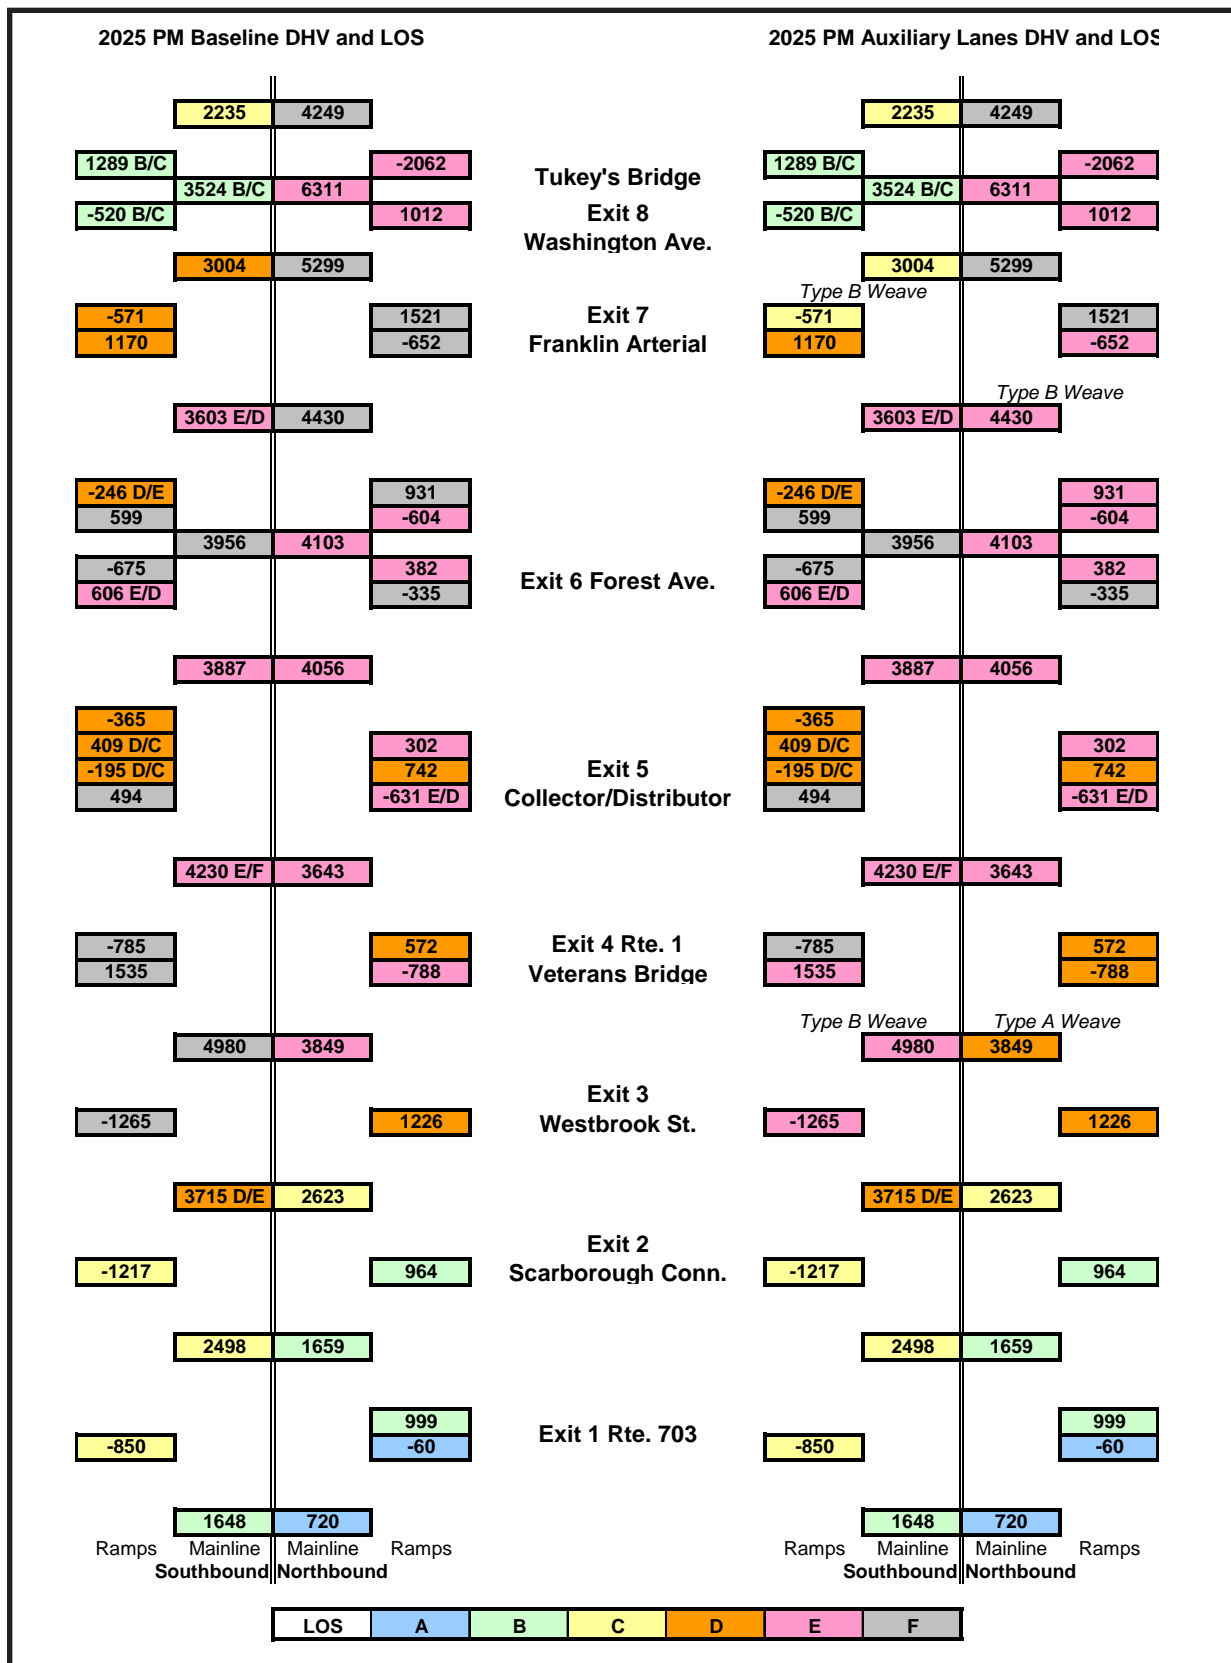 2025 PM Baseline DHV and LOS 2025 PM Auxiliary Lanes DHV and LOS
2235 4249 2235 4249
1289 B/C -2062 1289 B/C -2062
Tukey's Bridge
3524 B/C 6311 3524 B/C 6311
-520 B/C 1012 Exit 8 -520 B/C 1012
Washington Ave.
3004 5299 3004 5299
Type B Weave
-571 1521 Exit 7 -571 1521
1170 -652 Franklin Arterial 1170 -652
Type B Weave
3603 E/D 4430 3603 E/D 4430
-246 D/E 931 -246 D/E 931
599 -604 599 -604
3956 4103 3956 4103
-675 382 -675 382
Exit 6 Forest Ave.
606 E/D -335 606 E/D -335
3887 4056 3887 4056
-365 -365
409 D/C 302 409 D/C 302
-195 D/C 742 Exit 5 -195 D/C 742
494 -631 E/D Collector/Distributor 494 -631 E/D
4230 E/F 3643 4230 E/F 3643
-785 572 Exit 4 Rte. 1 -785 572
1535 -788 Veterans Bridge 1535 -788
Type B Weave Type A Weave
4980 3849 4980 3849
Exit 3
-1265 1226 Westbrook St. -1265 1226
3715 D/E 2623 3715 D/E 2623
Exit 2
-1217 964 Scarborough Conn. -1217 964
2498 1659 2498 1659
999 999
Exit 1 Rte. 703
-850 -60 -850 -60
1648 720 1648 720
Ramps Mainline Mainline Ramps Ramps Mainline Mainline Ramps
Southbound Northbound Southbound Northbound
LOS A B C D E F